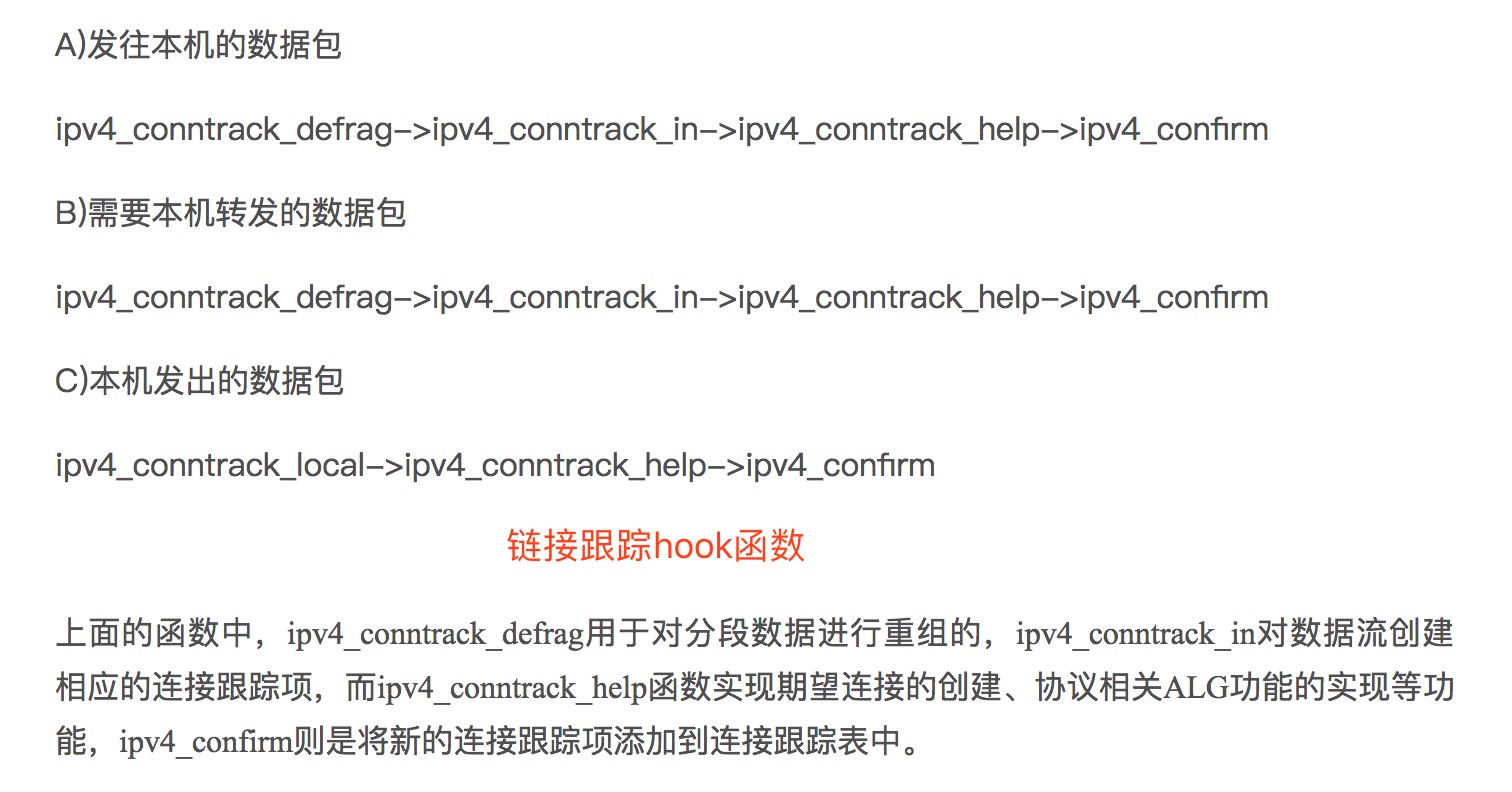 A)发往本机的数据包
ipv4_conntrack_defrag–>ipv4_conntrack_in–>ipv4_conntrack_help–>ipv4_confirm
B)需要本机转发的数据包
ipv4_conntrack_defrag–>ipv4_conntrack_in–>ipv4_conntrack_help–>ipv4_confirm
C)本机发出的数据包
ipv4_conntrack_local–>ipv4_conntrack_help–>ipv4_confirm
链接跟踪hook函数
上面的函数中，ipv4_conntrack_defrag用于对分段数据进行重组的，ipv4_conntrack_in对数据流创建
相应的连接跟踪项，而ipv4_conntrack_help函数实现期望连接的创建、协议相关ALG功能的实现等功
能，ipv4_confirm则是将新的连接跟踪项添加到连接跟踪表中。